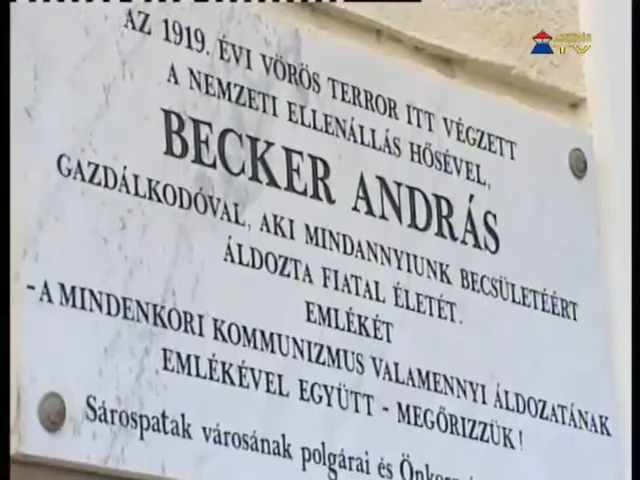 AZ 1919. ÉVI VÖRÖS TERROR ITT VÉGZETT
A NEMZETI ELLENÁLLÁS HŐSÉVEL,
BECKER ANDRÁS
GAZDÁLKODÓVAL, AKI MINDANNYIUNK BECSÜLETÉÉRT
ÁLDOZTA FIATAL ÉLETÉT.
EMLÉKÉT
-A MINDENKORI KOMMUNIZMUS VALAMENNYI ÁLDOZATÁNAK
EMLÉKÉVEL EGYÜTT - MEGŐRIZZÜK!
Sárospatak városának polgárai és
TV